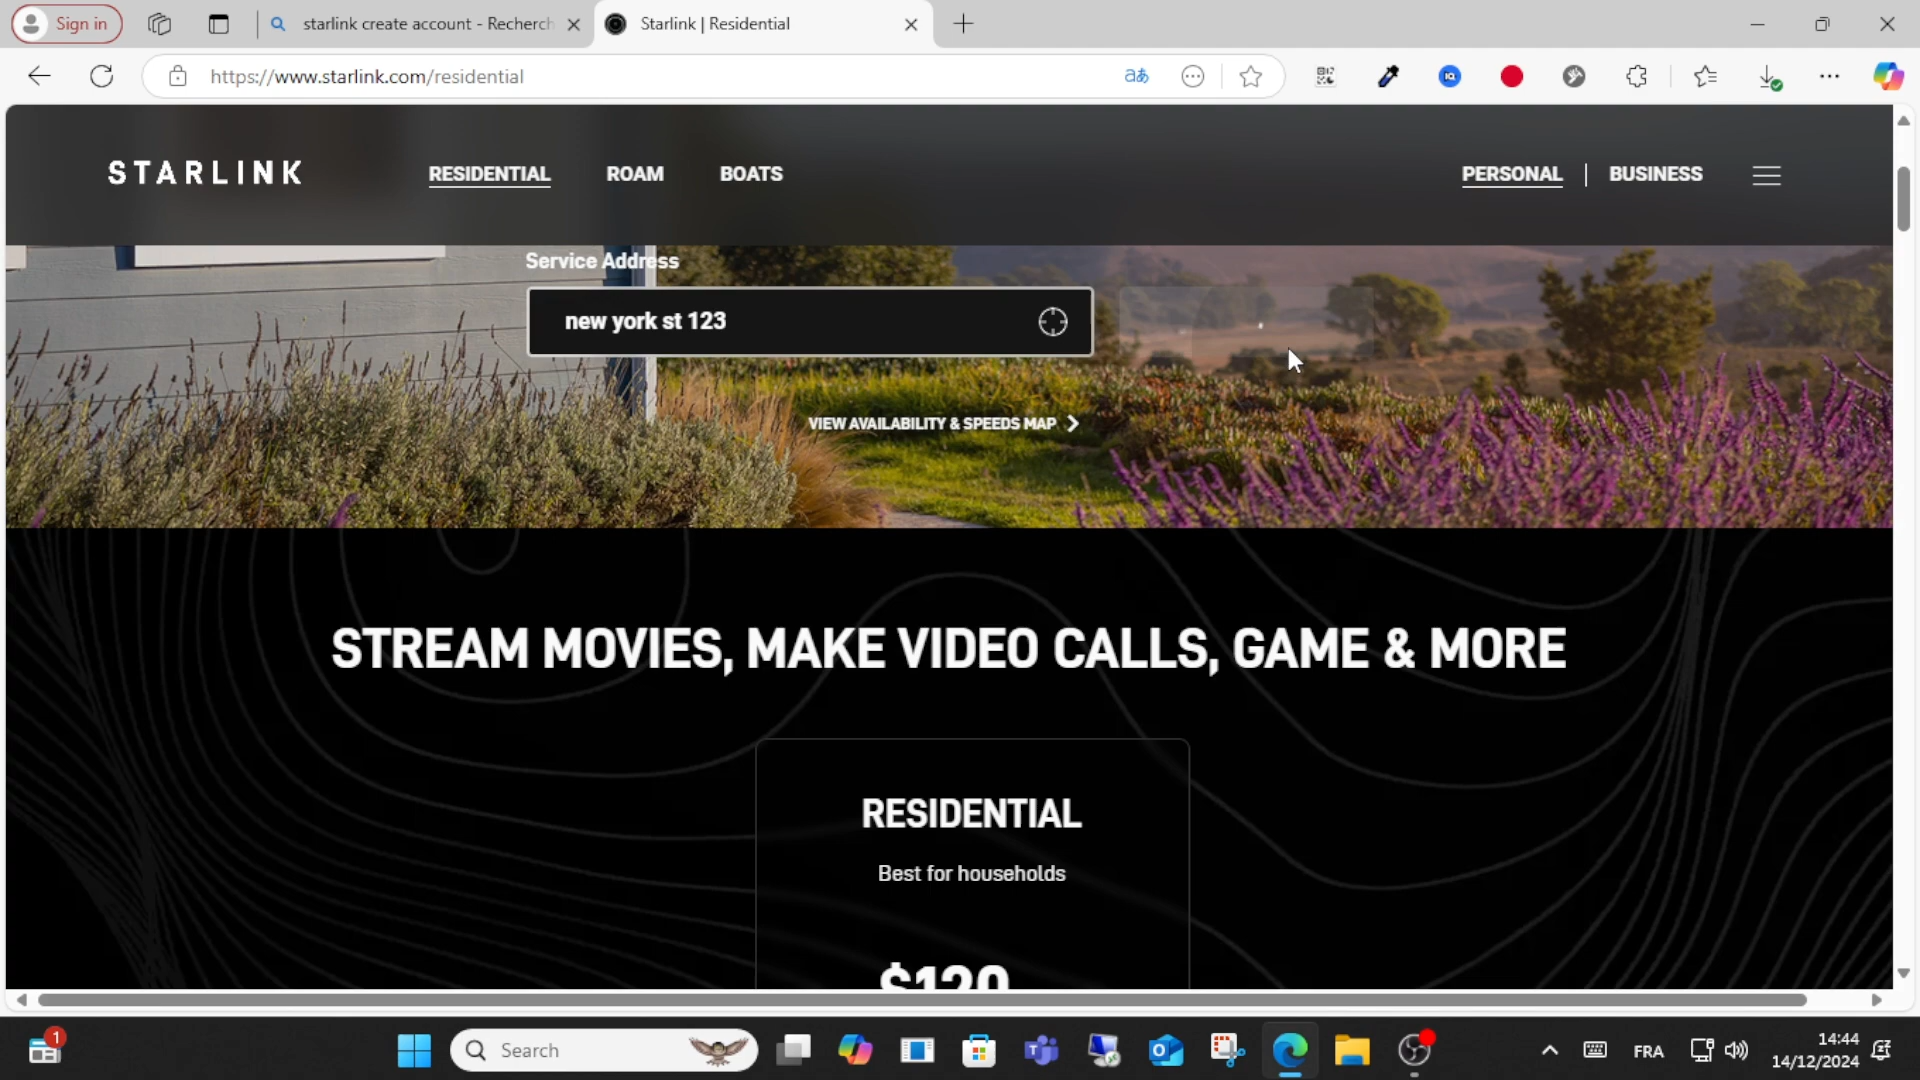 Sign in
starlink create account - Recherch
Starlink | Residential
https://www.starlink.com/residential
STARLINK
RESIDENTIAL
ROAM
BOATS
PERSONAL
BUSINESS
Service Address
new york st 123
VIEW AVAILABILITY & SPEEDS MAP
STREAM MOVIES, MAKE VIDEO CALLS, GAME & MORE
RESIDENTIAL
Best for households
$120
1
Search
FRA
14:44
14/12/2024